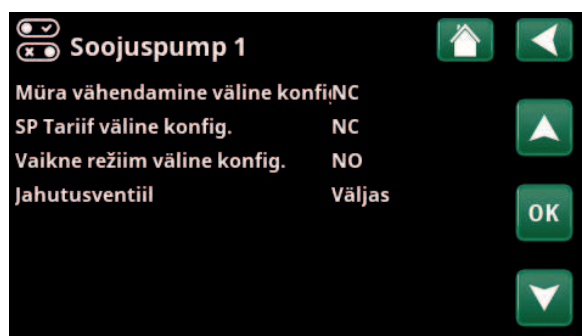 Soojuspump 1
Müra vähendamine väline konfi NC
SP Tariif väline konfig. NC
Vaikne režiim väline konfig. NO
Jahutusventiil Väljas
OK